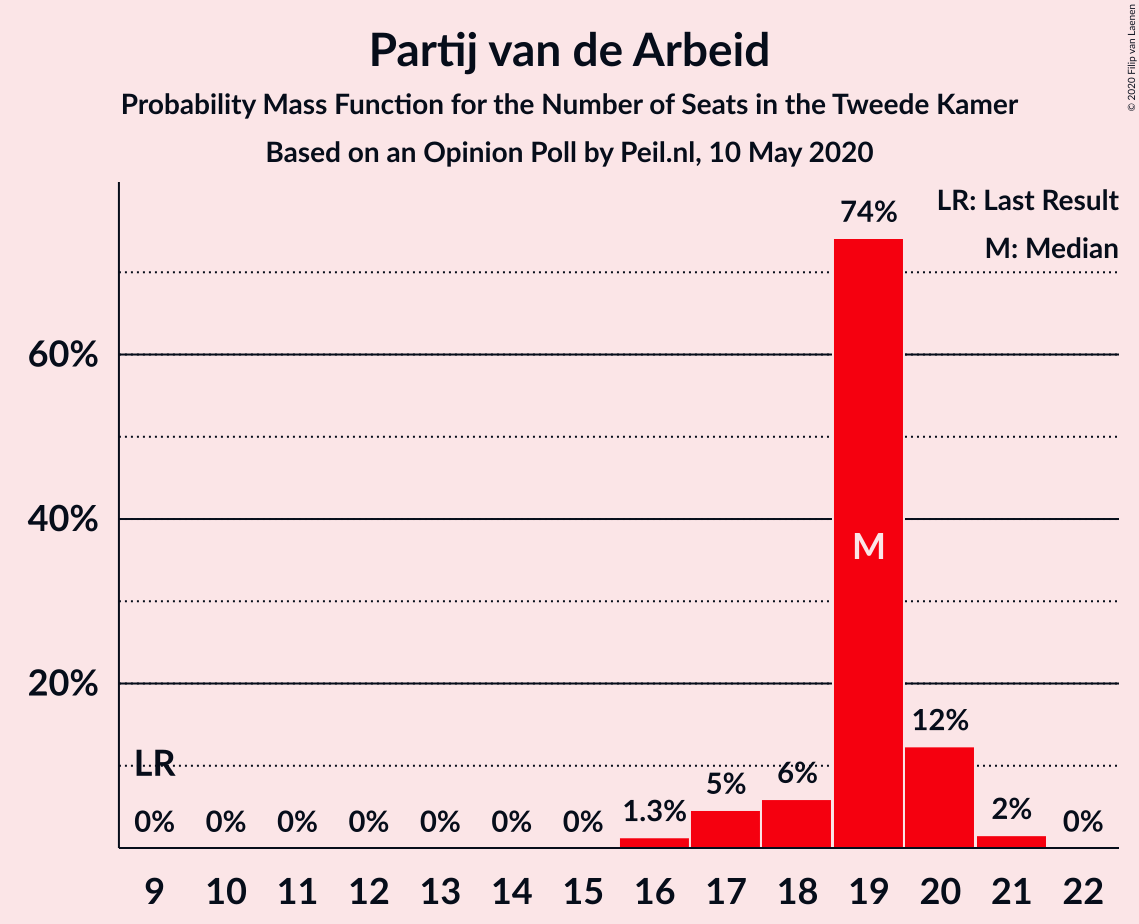 Partij van de Arbeid
Probability Mass Function for the Number of Seats in the Tweede Kamer
Based on an Opinion Poll by Peil.nl, 10 May 2020
© 2020 Filip van Laenen
LR: Last Result
M: Median
74%
60%
40%
M
20%
12%
LR
6%
5%
0% 0% 0% 0% 0% 0% 0% 1.3% 2% 0%
9 10 11 12 13 14 15 16 17 18 19 20 21 22